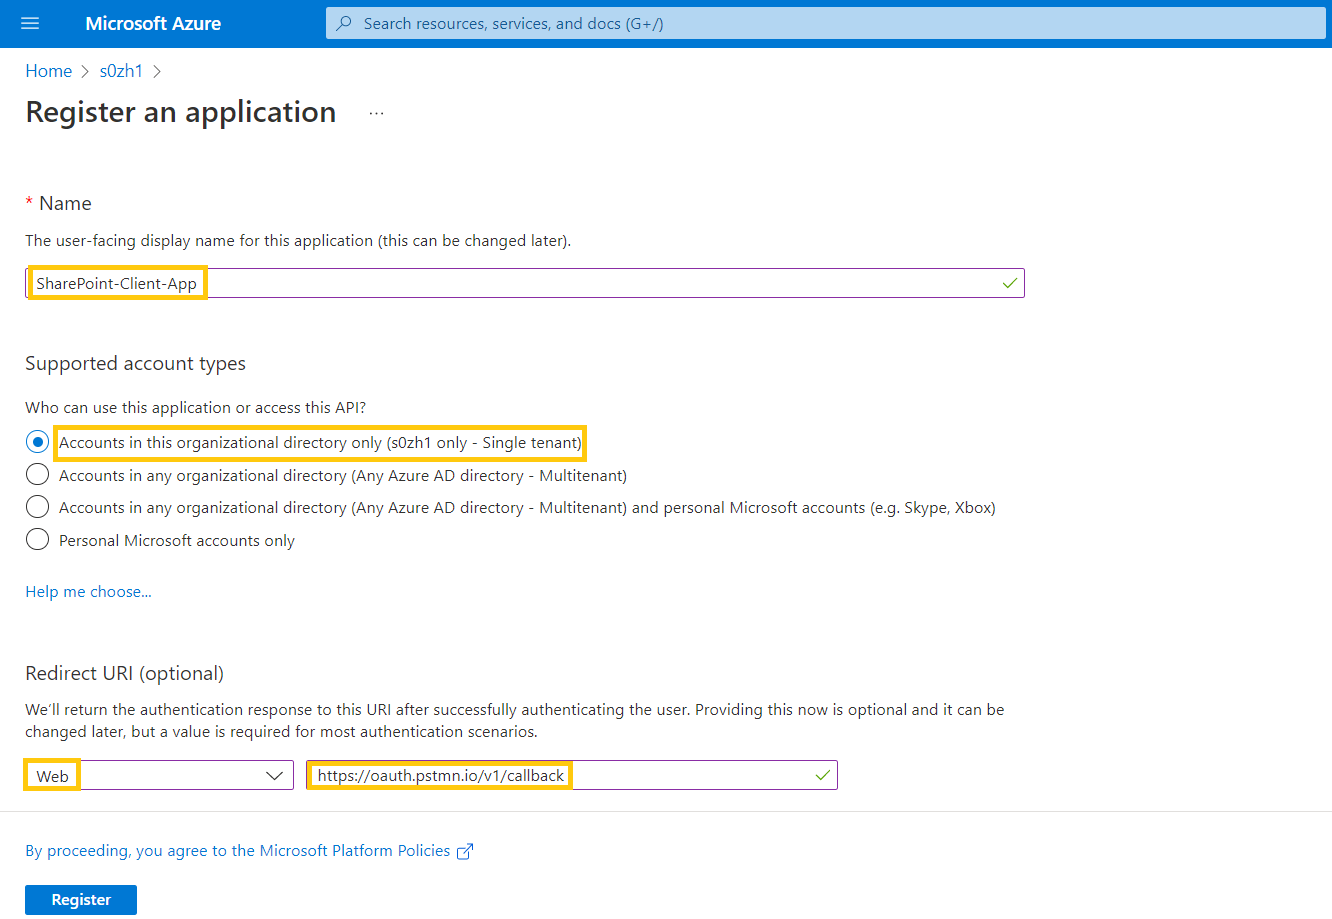 Microsoft Azure
Search resources, services, and docs (G+/)
Home > s0zh1 >
Register an application ...
* Name
The user-facing display name for this application (this can be changed later).
SharePoint-Client-App
Supported account types
Who can use this application or access this API?
Accounts in this organizational directory only (s0zh1 only - Single tenant)
Accounts in any organizational directory (Any Azure AD directory - Multitenant)
Accounts in any organizational directory (Any Azure AD directory - Multitenant) and personal Microsoft accounts (e.g. Skype, Xbox)
Personal Microsoft accounts only
Help me choose...
Redirect URI (optional)
We'll return the authentication response to this URI after successfully authenticating the user. Providing this now is optional and it can be
changed later, but a value is required for most authentication scenarios.
Web
https://oauth.pstmn.io/v1/callback
By proceeding, you agree to the Microsoft Platform Policies
Register